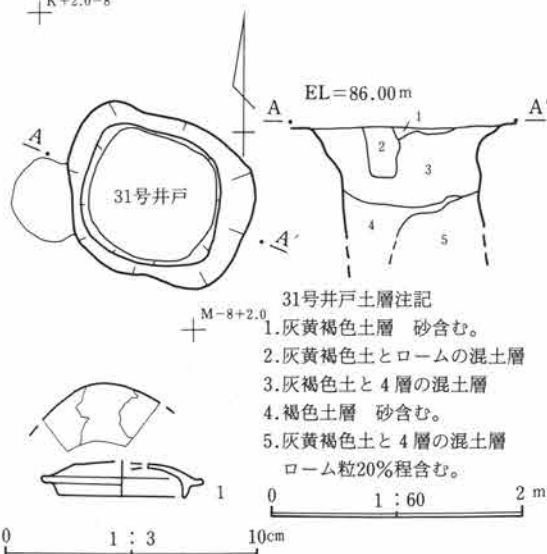 K+2.0-8
EL=86.00m
A
A'
1
2
3
4
5
A
31号井戸
A'
M-8+2.0
31号井戸土層注記
1.灰黄褐色土層　砂含む。
2.灰黄褐色土とロームの混土層
3.灰褐色土と4層の混土層
4.褐色土層　砂含む。
5.灰黄褐色土と4層の混土層
ローム粒20%程含む。
1
0　1:60　2m
0　1:3　10cm